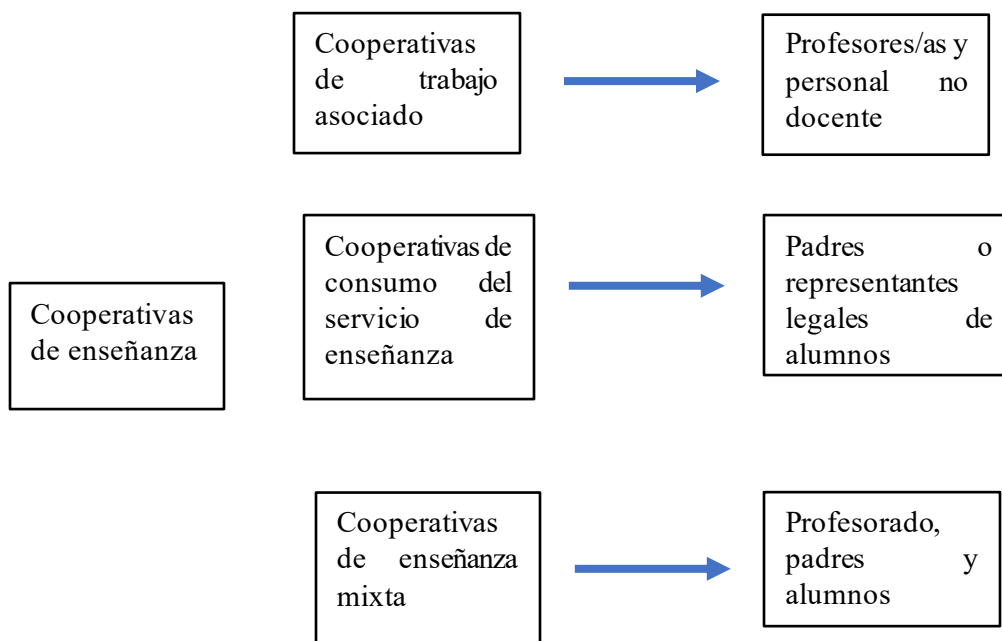 Cooperativas
de trabajo
asociado
Profesores/as y
personal no
docente
Cooperativas de
consumo del
servicio de
enseñanza
Padres o
representantes
legales de
alumnos
Cooperativas
de enseñanza
Cooperativas
de enseñanza
mixta
Profesorado,
padres y
alumnos